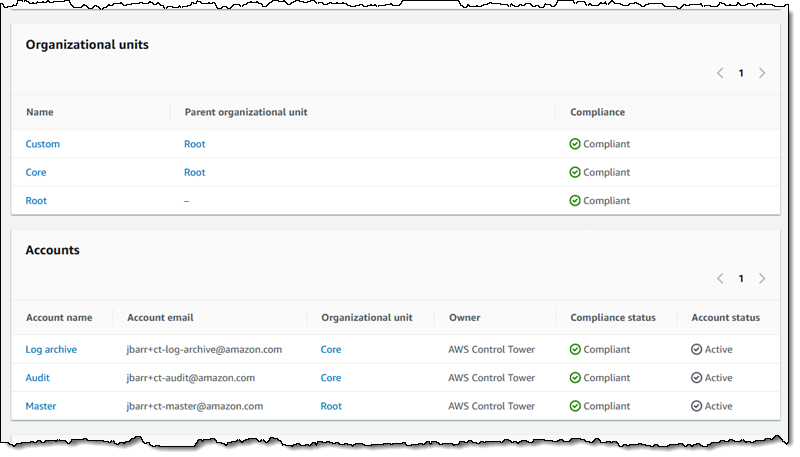 Organizational units
1
Name Parent organizational unit Compliance
Custom Root Compliant
Core Root Compliant
Root – Compliant
Accounts
1
Account name Account email Organizational unit Owner Compliance status Account status
Log archive jbarr+ct-log-archive@amazon.com Core AWS Control Tower Compliant Active
Audit jbarr+ct-audit@amazon.com Core AWS Control Tower Compliant Active
Master jbarr+ct-master@amazon.com Root AWS Control Tower Compliant Active